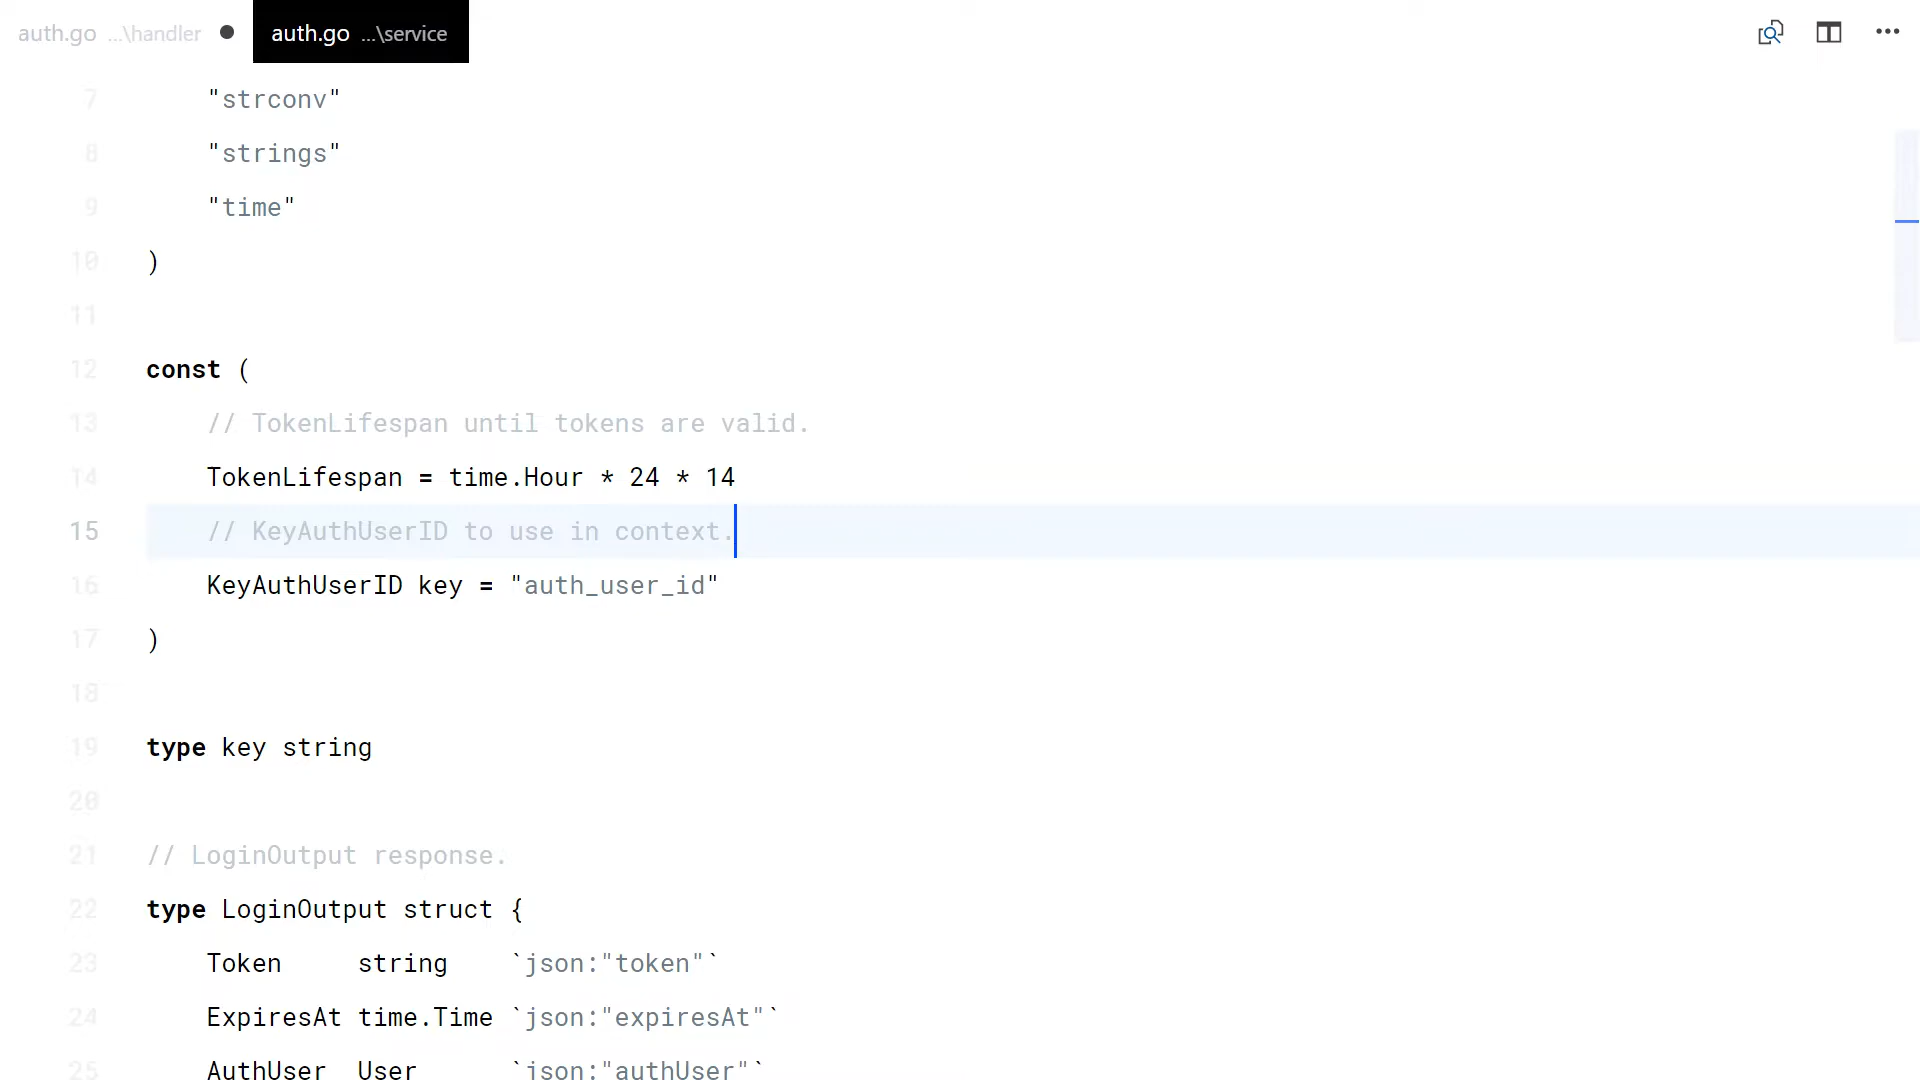 auth.go ...\handler auth.go ...\service
7 "strconv"
8 "strings"
9 "time"
10 )
11
12 const (
13 // TokenLifespan until tokens are valid.
14 TokenLifespan = time.Hour * 24 * 14
15 // KeyAuthUserID to use in context.
16 KeyAuthUserID key = "auth_user_id"
17 )
18
19 type key string
20
21 // LoginOutput response.
22 type LoginOutput struct {
23 Token string `json:"token"`
24 ExpiresAt time.Time `json:"expiresAt"`
25 AuthUser User `json:"authUser"`